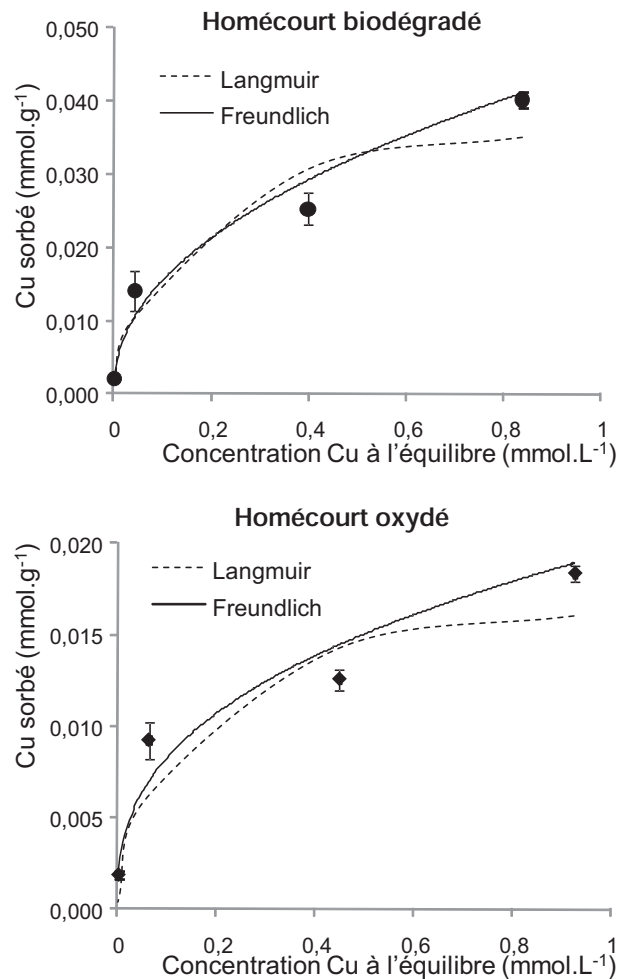 Homécourt biodégradé
0,050
0,040
0,030
0,020
0,010
0,000
Cu sorbé (mmol.g-1)
Langmuir
Freundlich
0 0,2 0,4 0,6 0,8 1
Concentration Cu à l’équilibre (mmol.L-1)
Homécourt oxydé
0,020
0,015
0,010
0,005
0,000
Cu sorbé (mmol.g-1)
Langmuir
Freundlich
0 0,2 0,4 0,6 0,8 1
Concentration Cu à l’équilibre (mmol.L-1)